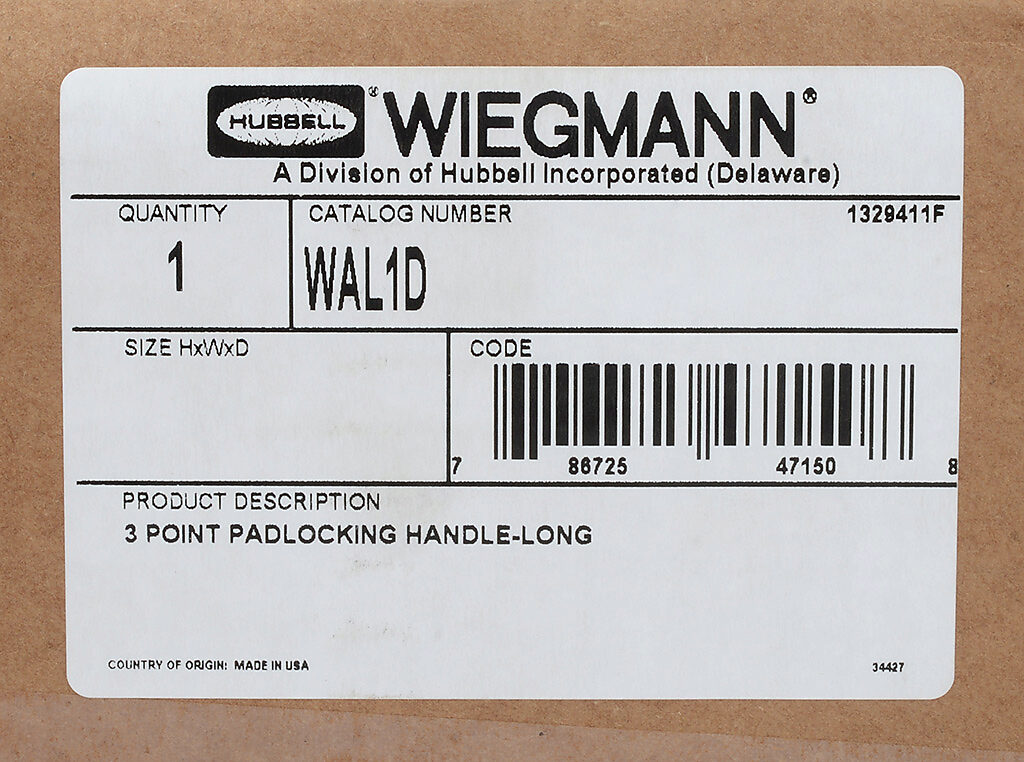 HUBBELL® WIEGMANN®
A Division of Hubbell Incorporated (Delaware)
QUANTITY CATALOG NUMBER 1329411F
1 WAL1D
SIZE HxWxD CODE
7 86725 47150 8
PRODUCT DESCRIPTION
3 POINT PADLOCKING HANDLE-LONG
COUNTRY OF ORIGIN: MADE IN USA 34427